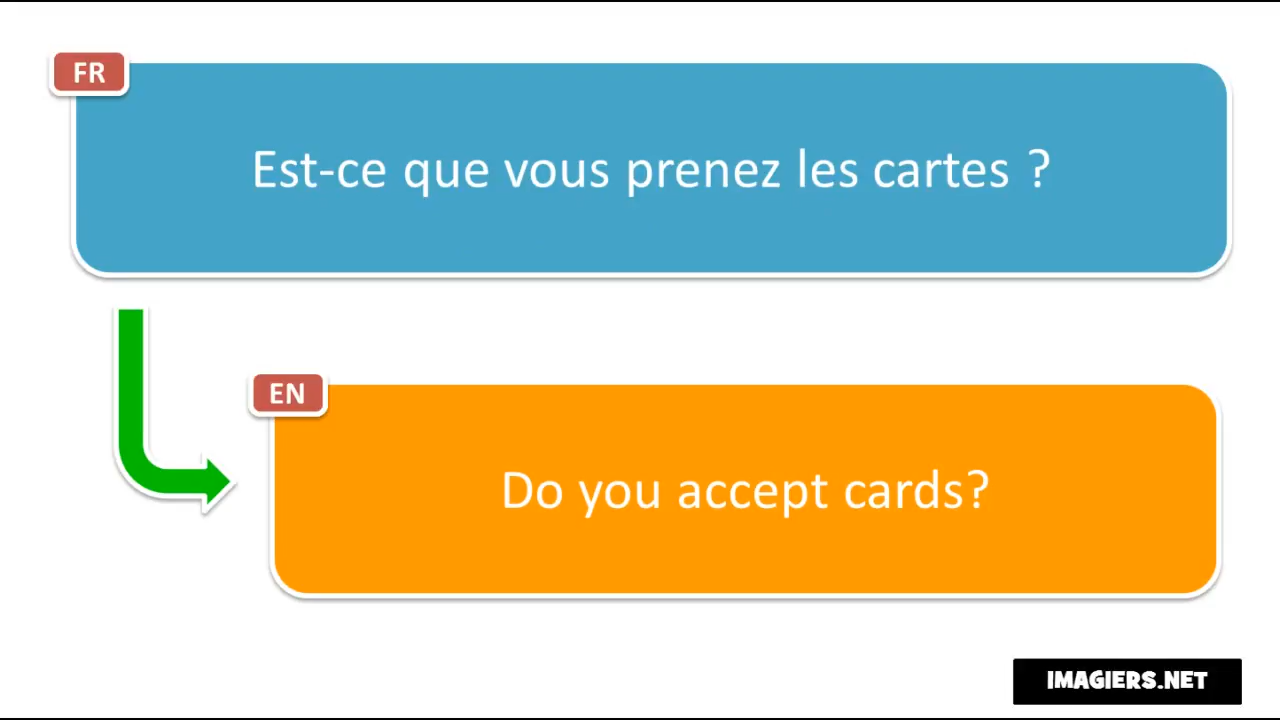 FR
Est-ce que vous prenez les cartes ?
EN
Do you accept cards?
IMAGIERS.NET